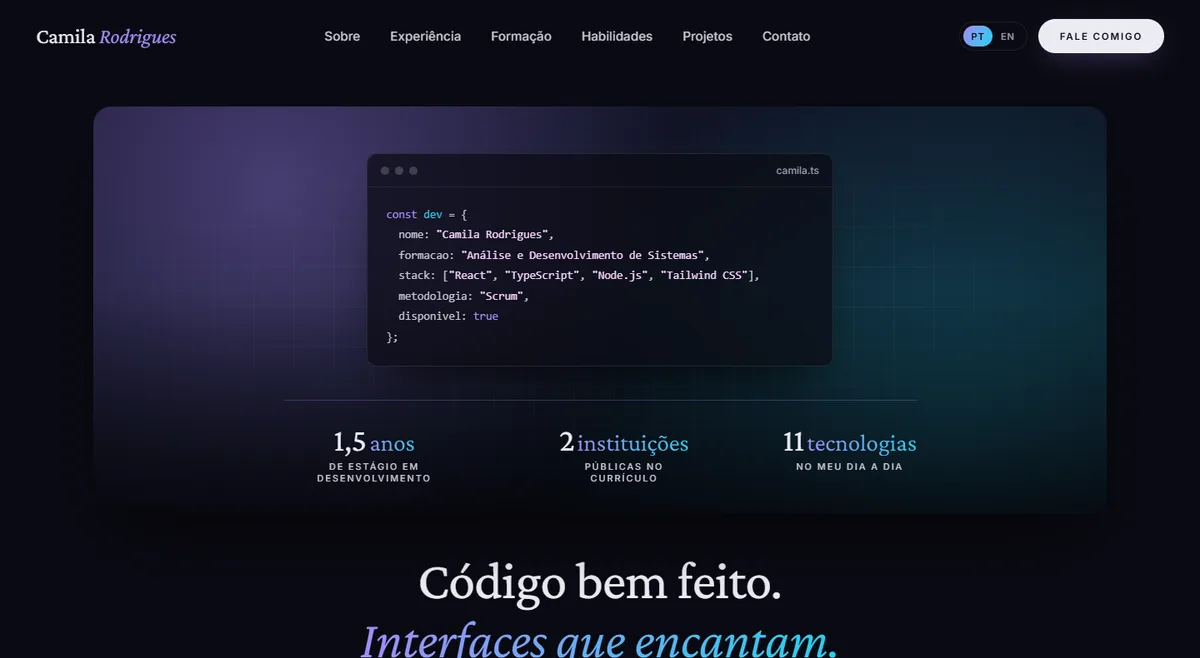 Camila Rodrigues
Sobre Experiência Formação Habilidades Projetos Contato
PT EN
FALE COMIGO
camila.ts
const dev = {
nome: "Camila Rodrigues",
formacao: "Análise e Desenvolvimento de Sistemas",
stack: ["React", "TypeScript", "Node.js", "Tailwind CSS"],
metodologia: "Scrum",
disponivel: true
};
1,5 anos
DE ESTÁGIO EM
DESENVOLVIMENTO
2 instituições
PÚBLICAS NO
CURRÍCULO
11 tecnologias
NO MEU DIA A DIA
Código bem feito.
Interfaces que encantam.